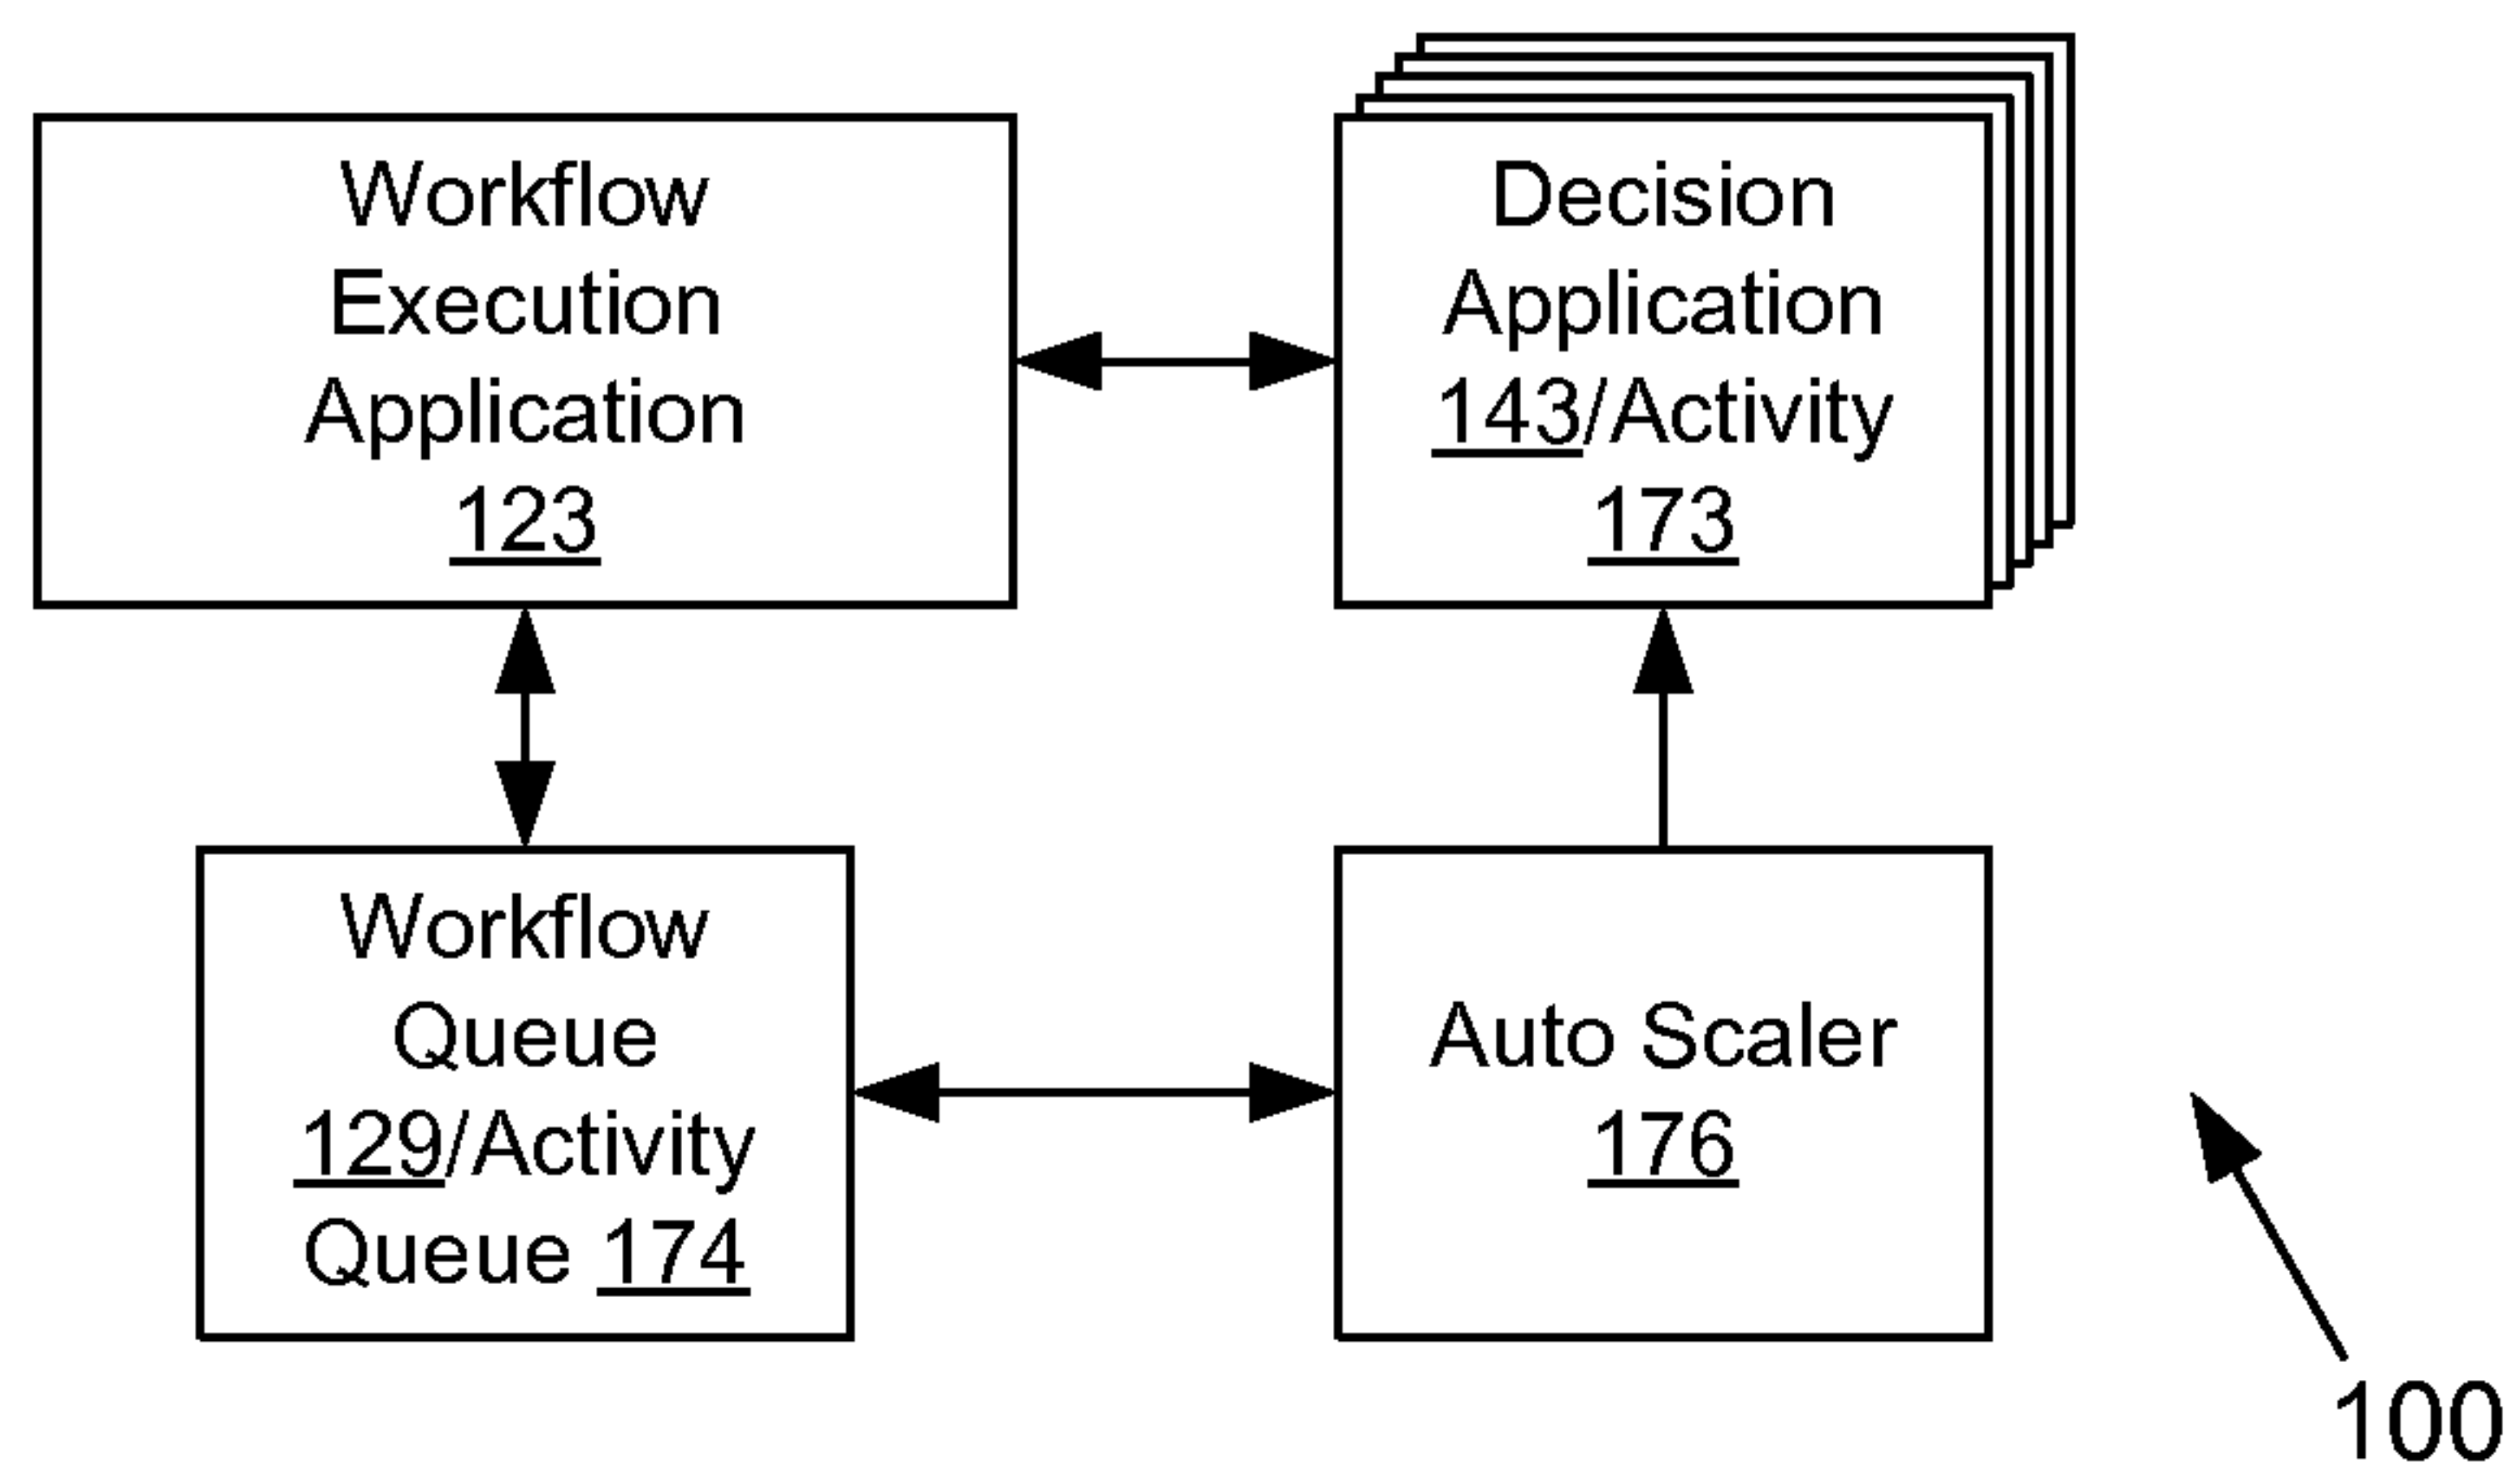 Workflow
Execution
Application
123
Decision
Application
143/Activity
173
Workflow
Queue
129/Activity
Queue 174
Auto Scaler
176
100